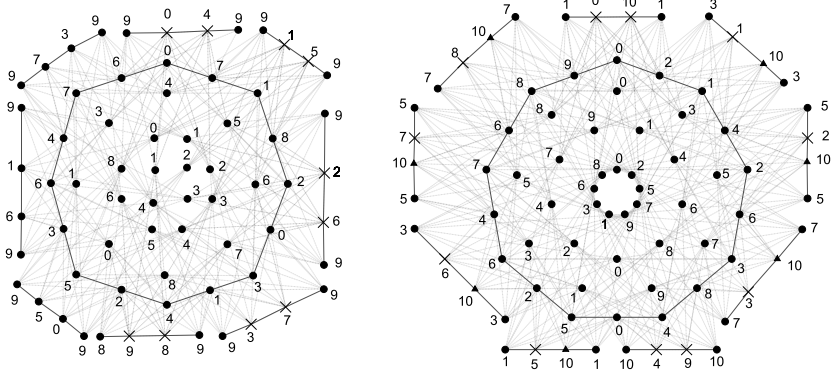 9 9 0 4 9 9
3 1
7 0 5
9 6 7 9
7 4 1
9 3 5 9
4 0 1 8
1 8 1 2 2 2
6 1 6 2
6 4 3 3
6 6
3 5 4 0
9 0 7 9
5 8 3
9 2 1 9
5 4 7
0 3
9 8 9 8 9 9
7 1 0 10 1 3
10 1
8 0 10
7 9 2 3
8 0 1
5 8 3 5
7 6 9 1 4 2
10 7 4 10
7 5 8 0 2 5 2
5 6 5 5
4 4 3 7 6 6
3 1 9 7
6 3 2 8 7
6 0 3 10
10 2 1 9 8 3
3 5 0 4 7
1 5 10 1 10 4 9 10